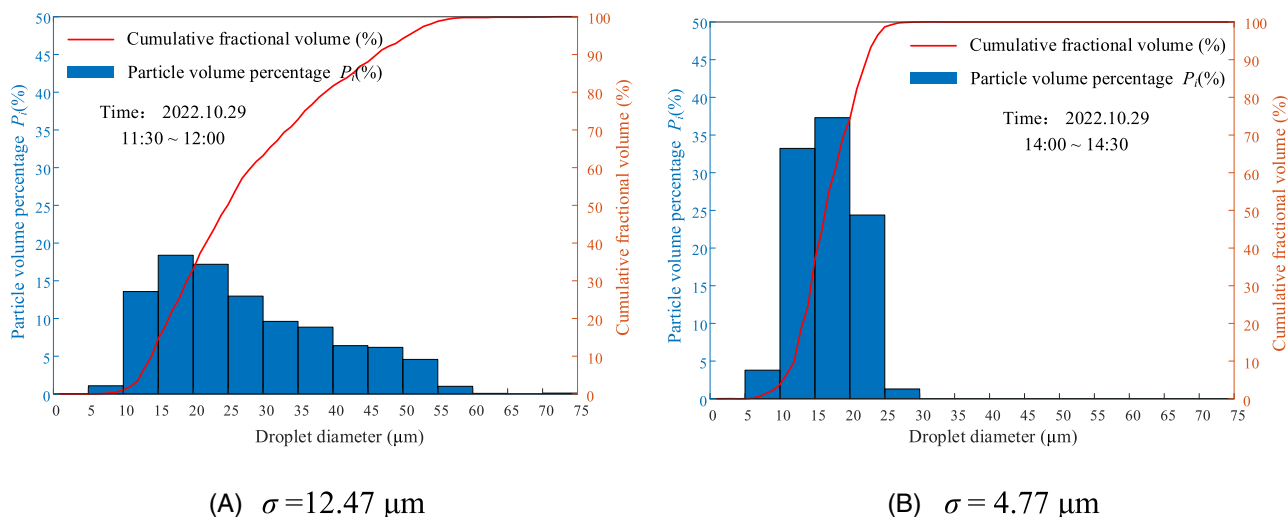 Cumulative fractional volume (%)
Particle volume percentage Pi(%)
Time: 2022.10.29
11:30 ~ 12:00
Particle volume percentage Pi(%)
50
45
40
35
30
25
20
15
10
5
0
100
90
80
70
60
50
40
30
20
10
0
Cumulative fractional volume (%)
0 5 10 15 20 25 30 35 40 45 50 55 60 65 70 75
Droplet diameter (μm)
(A) σ =12.47 μm
Cumulative fractional volume (%)
Particle volume percentage Pi(%)
Time: 2022.10.29
14:00 ~ 14:30
Particle volume percentage Pi(%)
50
45
40
35
30
25
20
15
10
5
0
100
90
80
70
60
50
40
30
20
10
0
Cumulative fractional volume (%)
0 5 10 15 20 25 30 35 40 45 50 55 60 65 70 75
Droplet diameter (μm)
(B) σ = 4.77 μm